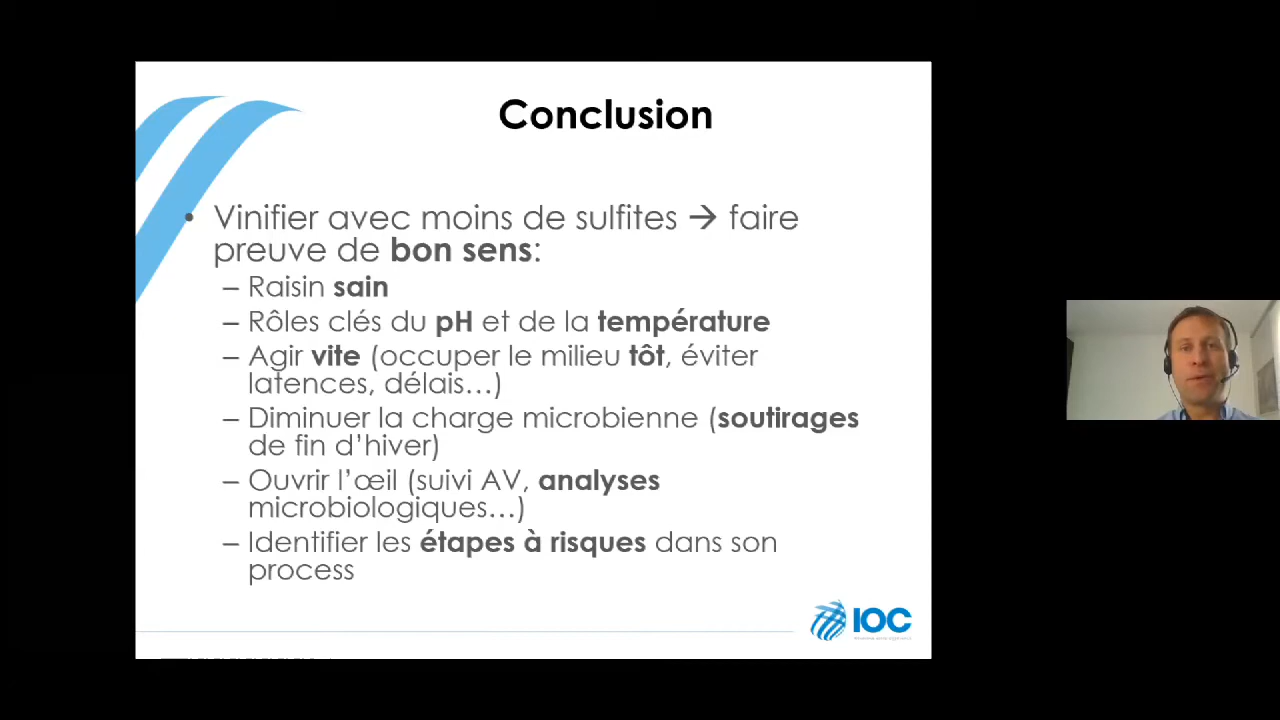 Conclusion
• Vinifier avec moins de sulfites → faire
preuve de bon sens:
– Raisin sain
– Rôles clés du pH et de la température
– Agir vite (occuper le milieu tôt, éviter
latences, délais…)
– Diminuer la charge microbienne (soutirages
de fin d’hiver)
– Ouvrir l’œil (suivi AV, analyses
microbiologiques…)
– Identifier les étapes à risques dans son
process
IOC